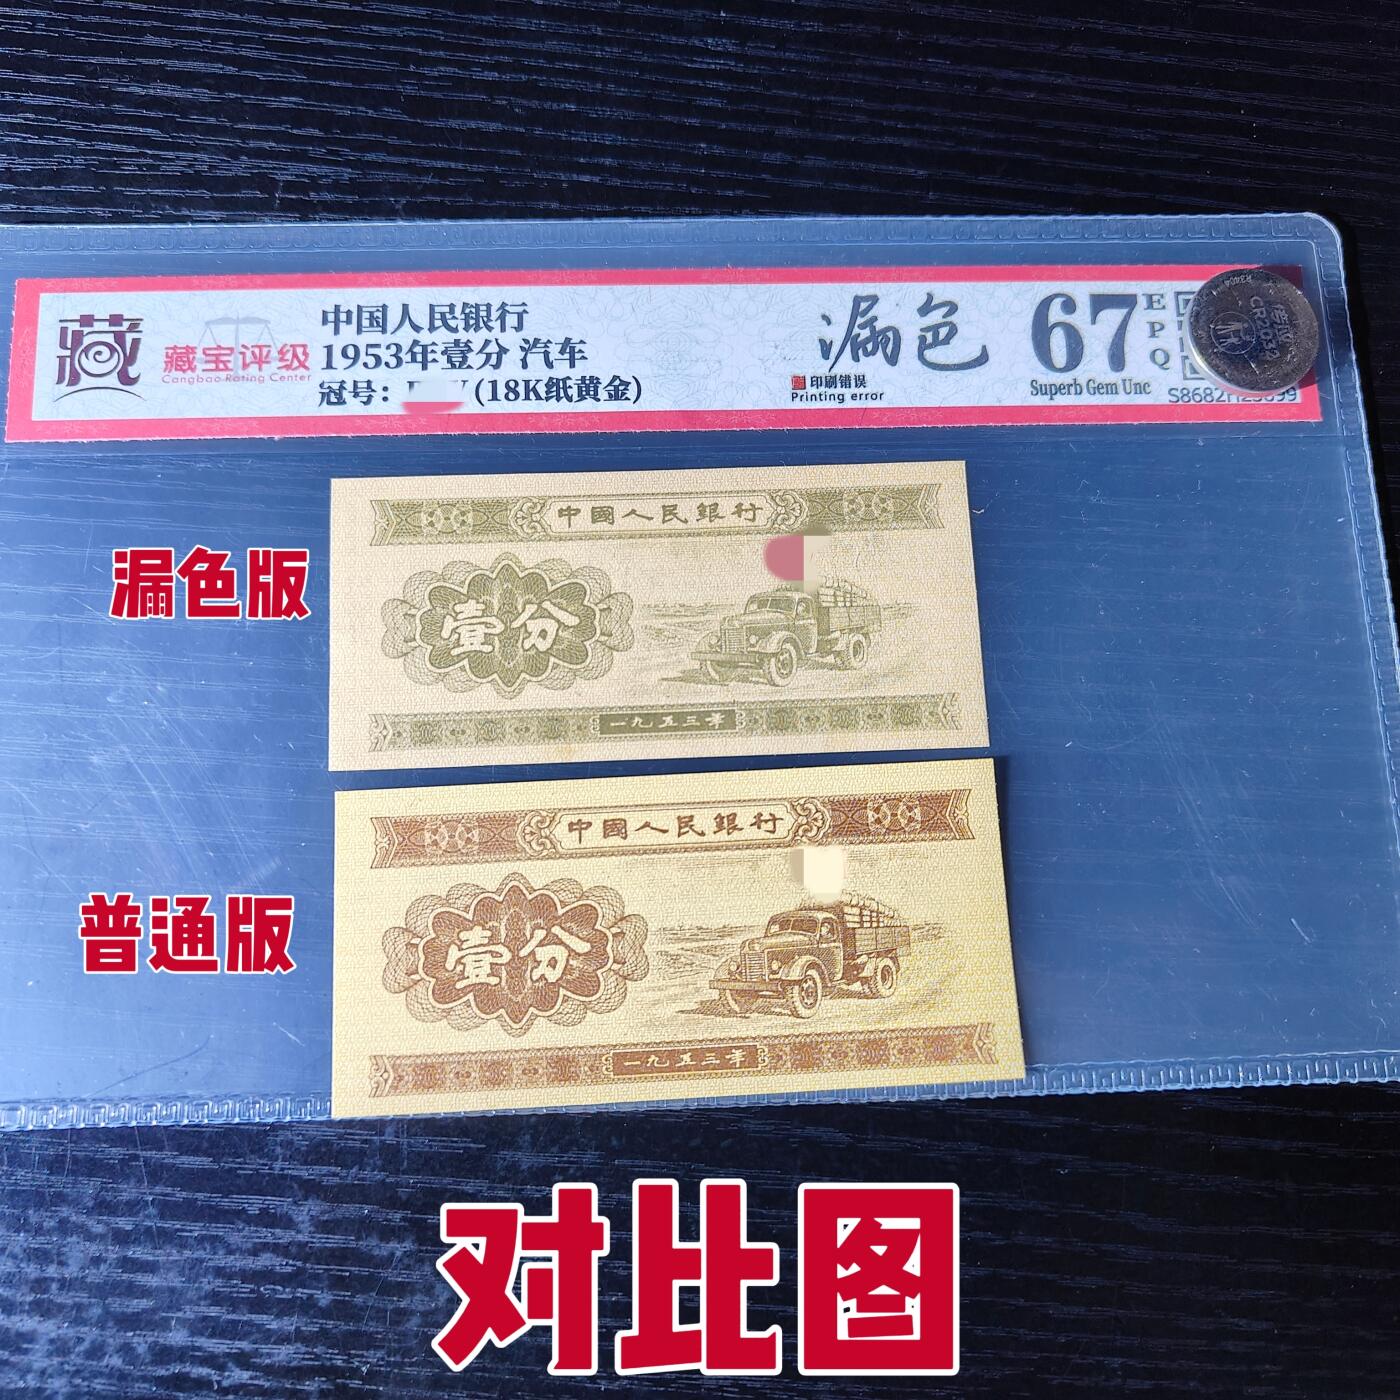 藏
藏宝评级
Cangbao Rating Center
中国人民银行
1953年壹分 汽车
冠号：
(18K纸黄金)
漏色
印刷错误
Printing error
67
EPQ
Superb Gem Unc
中國人民銀行
壹分
一九五三年
漏色版
中國人民銀行
壹分
一九五三年
普通版
对比图